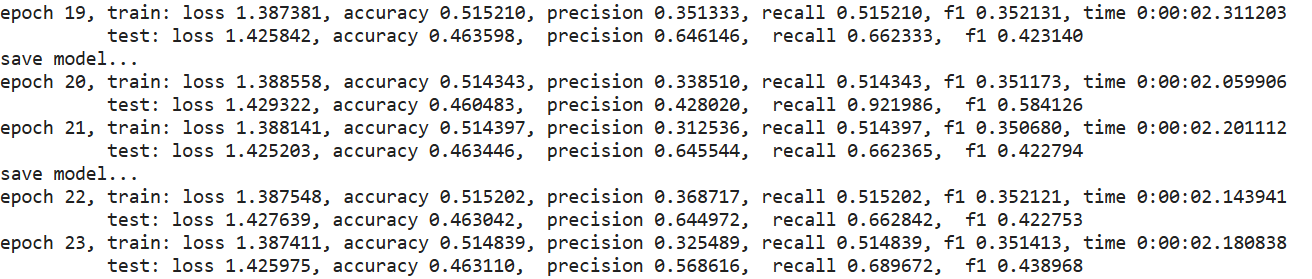 epoch 19, train: loss 1.387381, accuracy 0.515210, precision 0.351333, recall 0.515210, f1 0.352131, time 0:00:02.311203
test: loss 1.425842, accuracy 0.463598, precision 0.646146, recall 0.662333, f1 0.423140
save model...
epoch 20, train: loss 1.388558, accuracy 0.514343, precision 0.338510, recall 0.514343, f1 0.351173, time 0:00:02.059906
test: loss 1.429322, accuracy 0.460483, precision 0.428020, recall 0.921986, f1 0.584126
epoch 21, train: loss 1.388141, accuracy 0.514397, precision 0.312536, recall 0.514397, f1 0.350680, time 0:00:02.201112
test: loss 1.425203, accuracy 0.463446, precision 0.645544, recall 0.662365, f1 0.422794
save model...
epoch 22, train: loss 1.387548, accuracy 0.515202, precision 0.368717, recall 0.515202, f1 0.352121, time 0:00:02.143941
test: loss 1.427639, accuracy 0.463042, precision 0.644972, recall 0.662842, f1 0.422753
epoch 23, train: loss 1.387411, accuracy 0.514839, precision 0.325489, recall 0.514839, f1 0.351413, time 0:00:02.180838
test: loss 1.425975, accuracy 0.463110, precision 0.568616, recall 0.689672, f1 0.438968